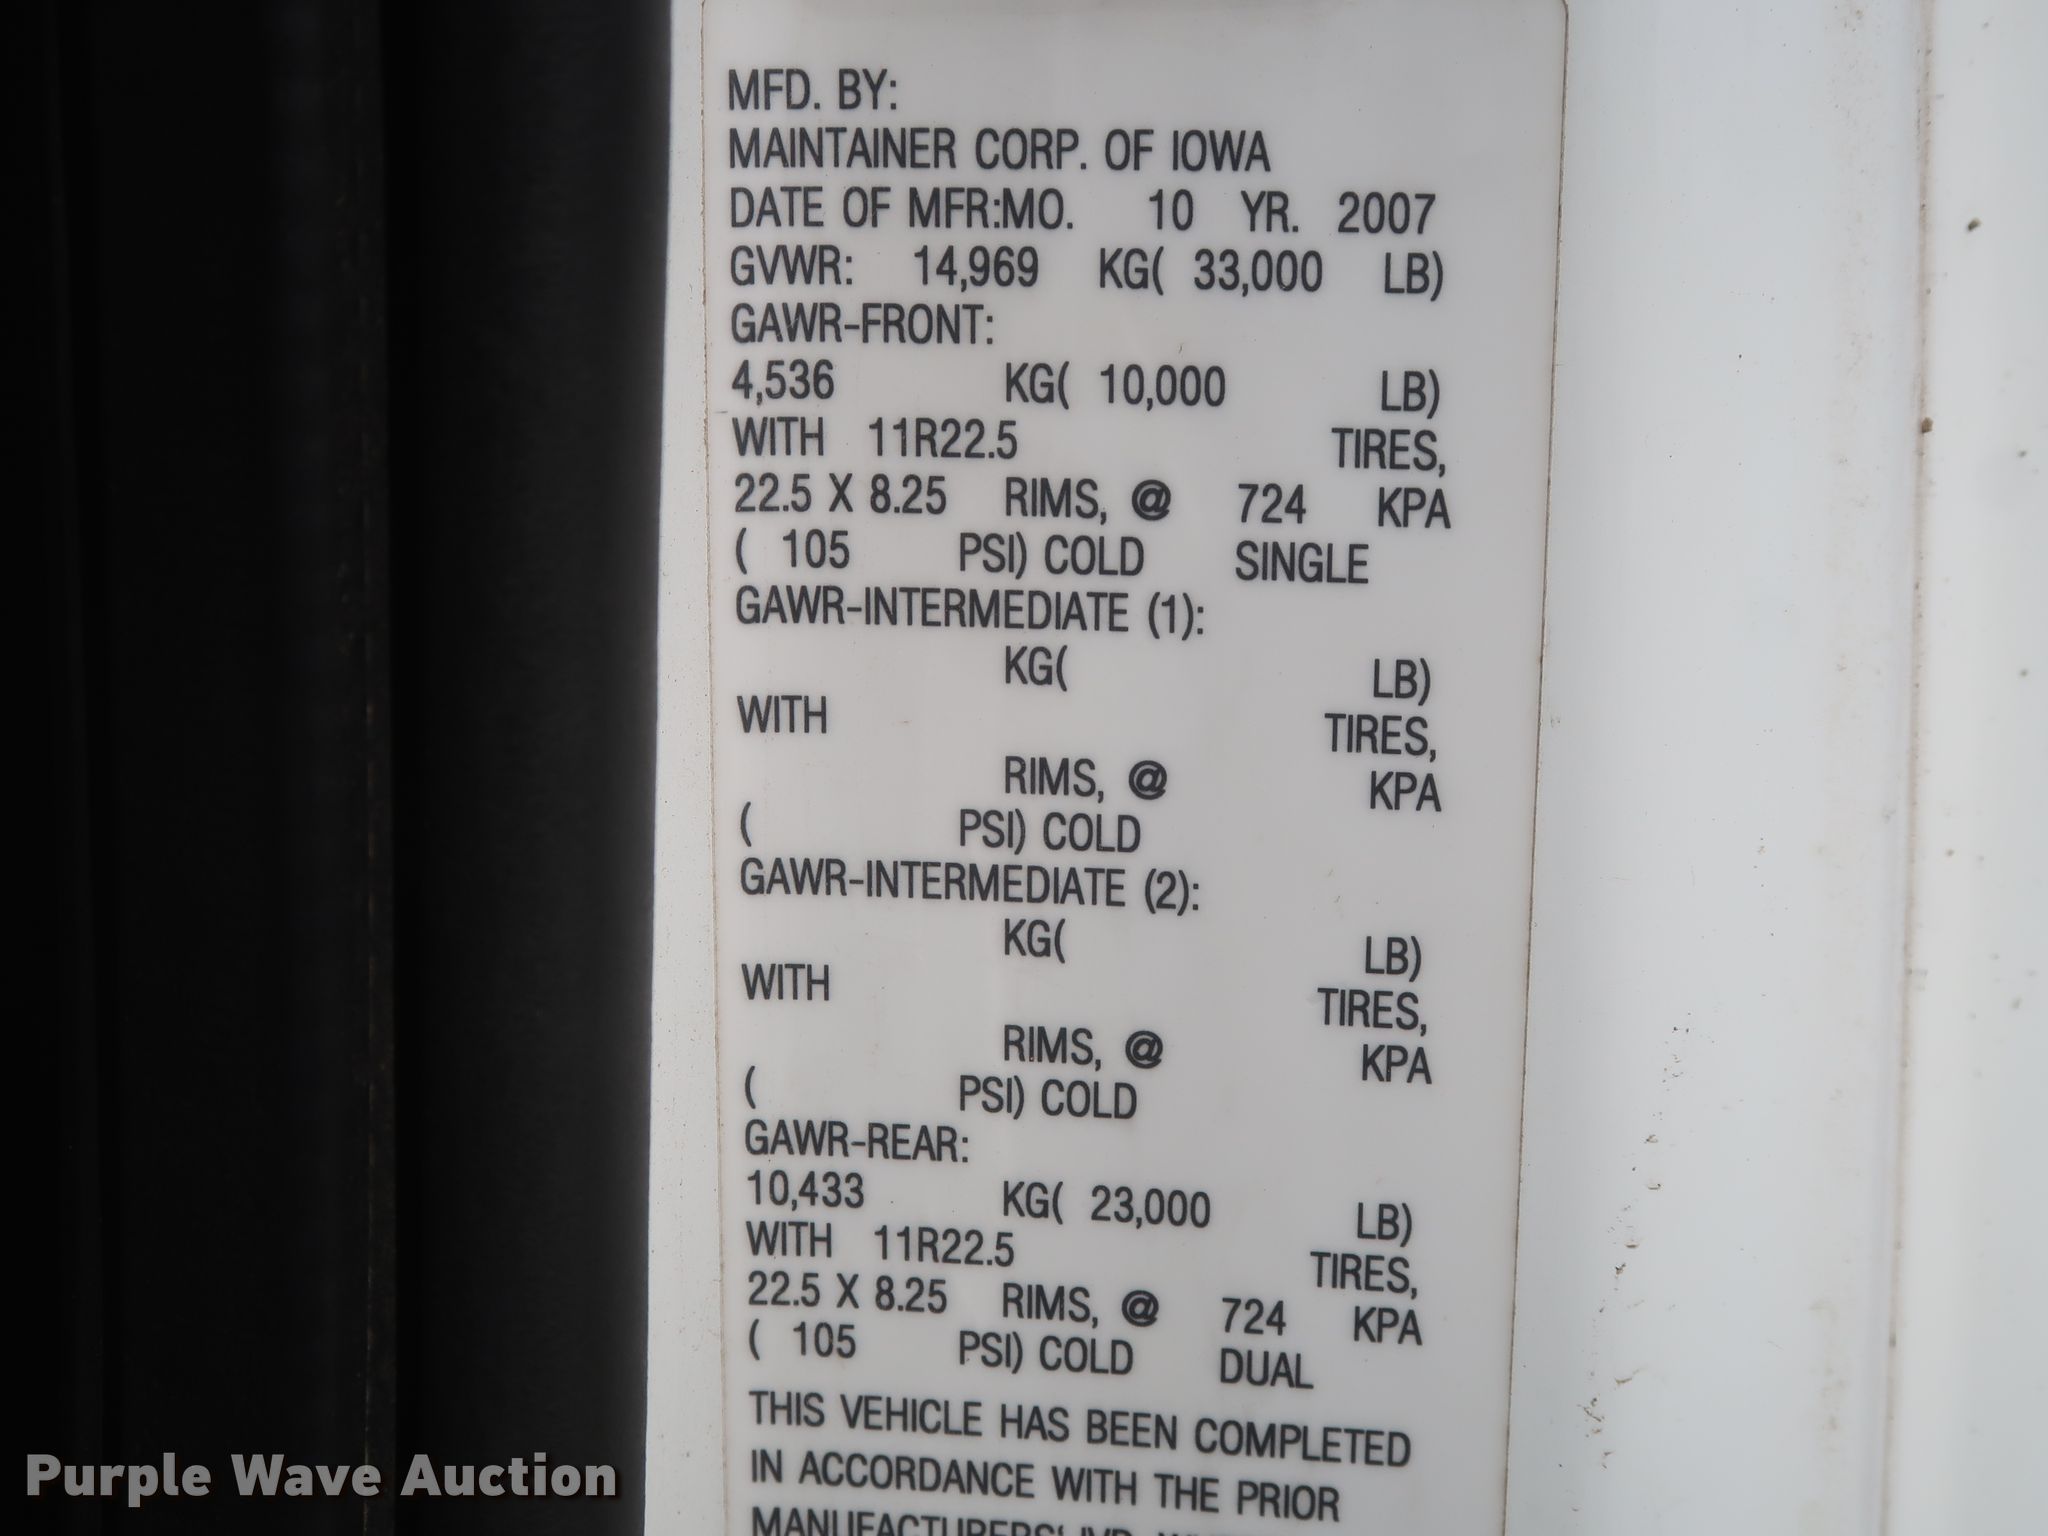 MFD. BY:
MAINTAINER CORP. OF IOWA
DATE OF MFR:MO. 10 YR. 2007
GVWR: 14,969 KG( 33,000 LB)
GAWR-FRONT:
4,536 KG( 10,000 LB)
WITH 11R22.5 TIRES,
22.5 X 8.25 RIMS, @ 724 KPA
( 105 PSI) COLD SINGLE
GAWR-INTERMEDIATE (1):
KG( LB)
WITH TIRES,
RIMS, @ KPA
( PSI) COLD
GAWR-INTERMEDIATE (2):
KG( LB)
WITH TIRES,
RIMS, @ KPA
( PSI) COLD
GAWR-REAR:
10,433 KG( 23,000 LB)
WITH 11R22.5 TIRES,
22.5 X 8.25 RIMS, @ 724 KPA
( 105 PSI) COLD DUAL
THIS VEHICLE HAS BEEN COMPLETED
IN ACCORDANCE WITH THE PRIOR
MANUFACTURERS'
Purple Wave Auction